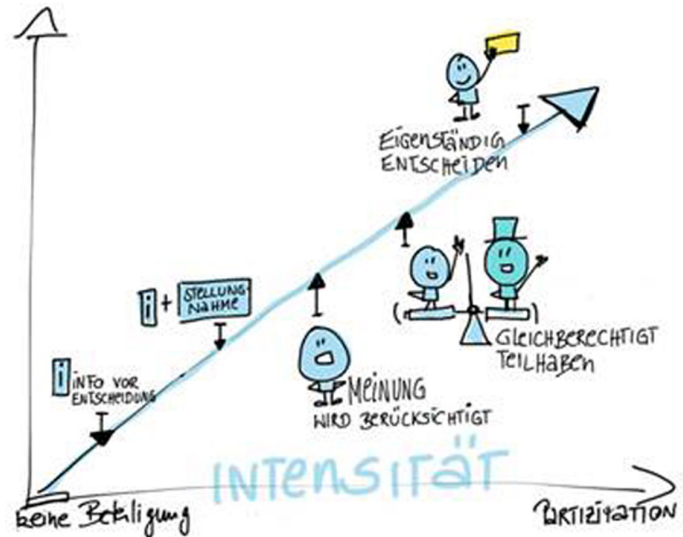 EIGENSTÄNDIG
ENTSCHEIDEN
i + STELLUNG-
NAHME
GLEICHBERECHTIGT
TEILHABEN
i INFO VOR
ENTSCHEIDUNG
MEINUNG
WIRD BERÜCKSICHTIGT
INTENSITÄT
keine Beteiligung
PARTIZIPATION